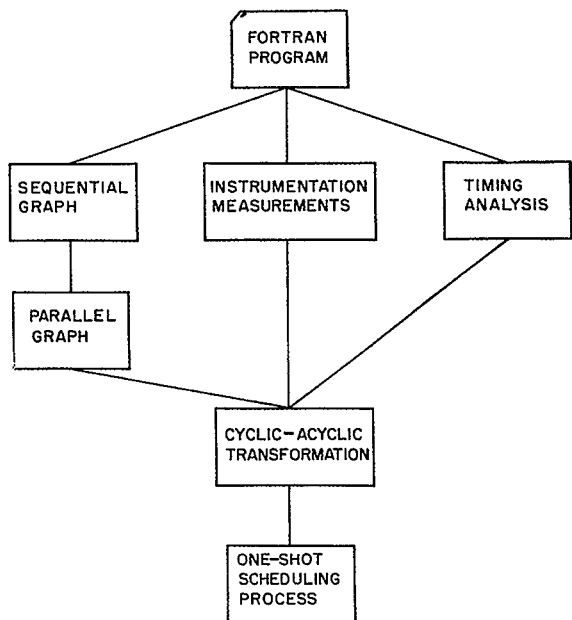 FORTRAN
PROGRAM
SEQUENTIAL
GRAPH
INSTRUMENTATION
MEASUREMENTS
TIMING
ANALYSIS
PARALLEL
GRAPH
CYCLIC-ACYCLIC
TRANSFORMATION
ONE-SHOT
SCHEDULING
PROCESS